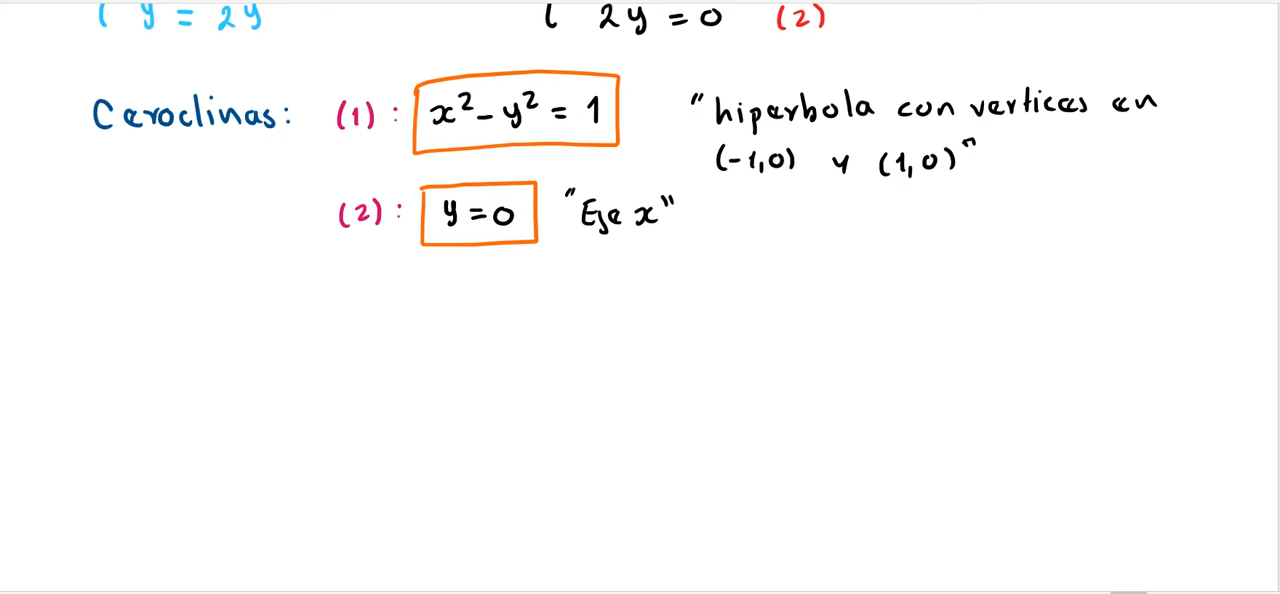 ( y = 2y ( 2y = 0 (2)
Ceroclinas: (1) : x² - y² = 1 "hiperbola con vertices en
(-1,0) y (1,0)"
(2) : y = 0 "Eje x"